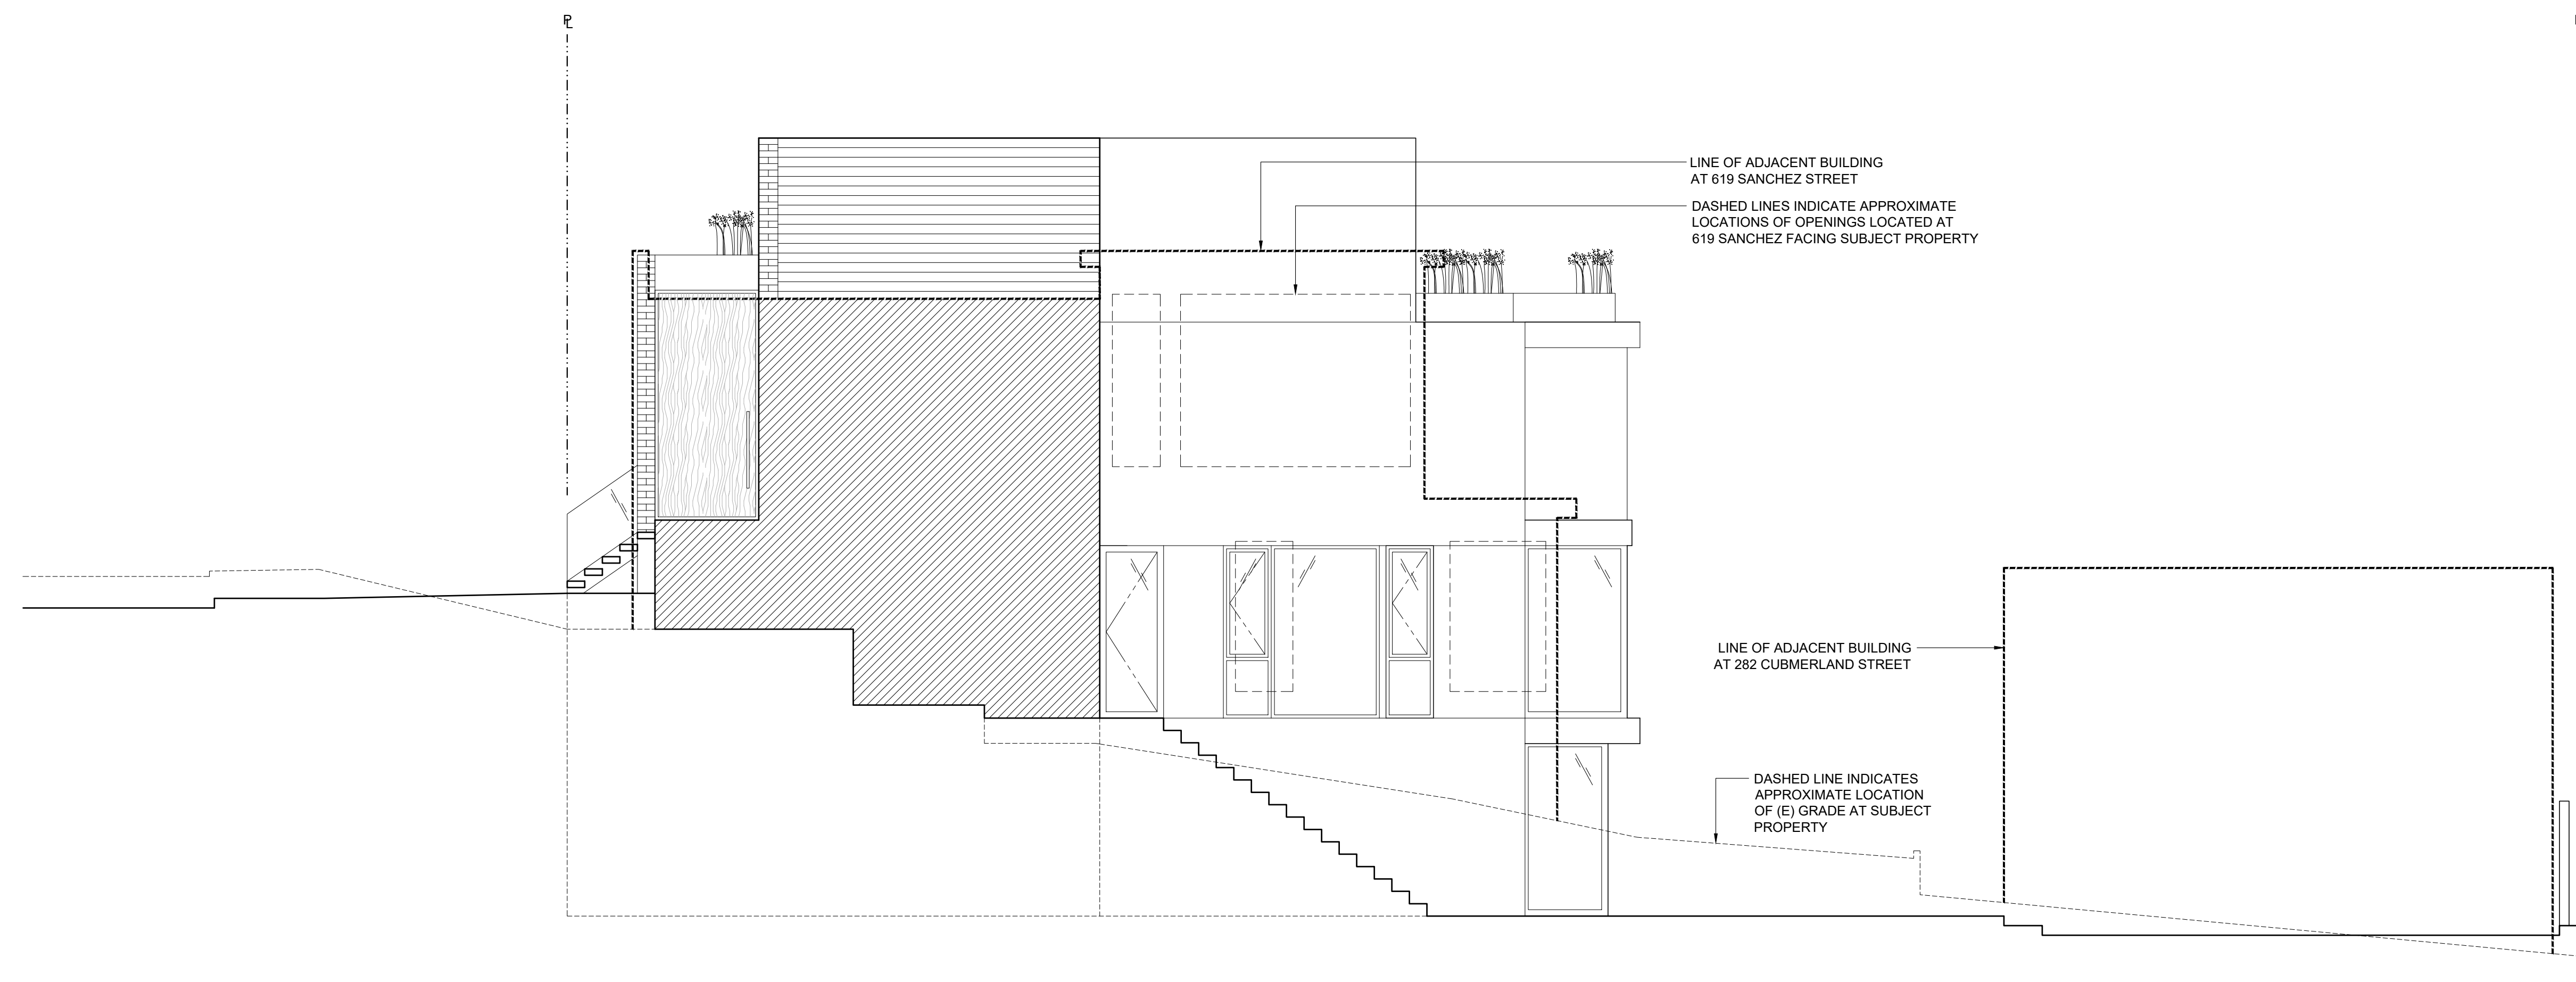 PL
LINE OF ADJACENT BUILDING
AT 619 SANCHEZ STREET
DASHED LINES INDICATE APPROXIMATE
LOCATIONS OF OPENINGS LOCATED AT
619 SANCHEZ FACING SUBJECT PROPERTY
LINE OF ADJACENT BUILDING
AT 282 CUBMERLAND STREET
DASHED LINE INDICATES
APPROXIMATE LOCATION
OF (E) GRADE AT SUBJECT
PROPERTY